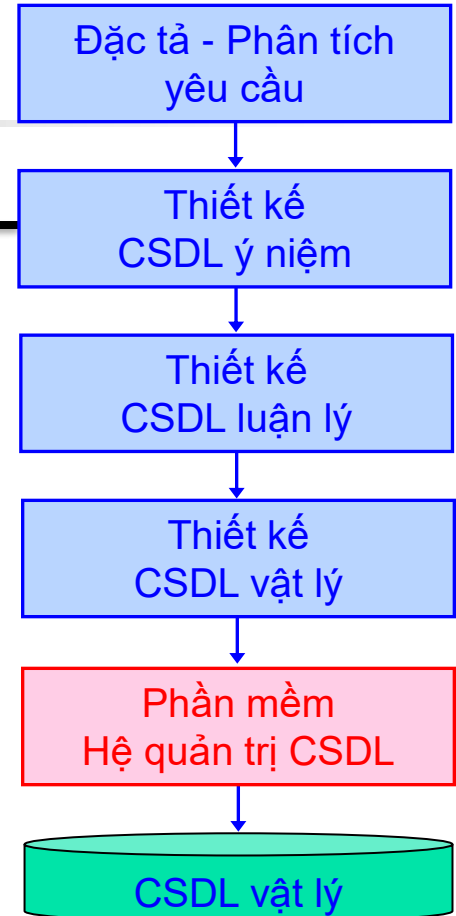 Đặc tả - Phân tích
yêu cầu
Thiết kế
CSDL ý niệm
Thiết kế
CSDL luận lý
Thiết kế
CSDL vật lý
Phần mềm
Hệ quản trị CSDL
CSDL vật lý